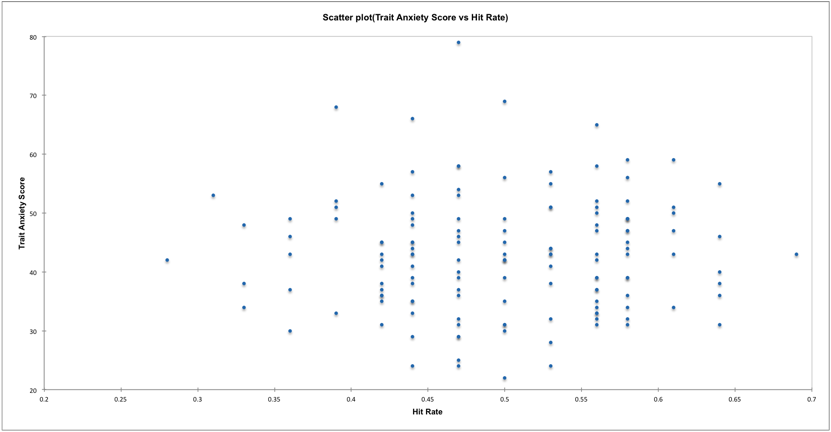 Scatter plot(Trait Anxiety Score vs Hit Rate)
80
70
60
50
40
30
20
Trait Anxiety Score
0.2 0.25 0.3 0.35 0.4 0.45 0.5 0.55 0.6 0.65 0.7
Hit Rate